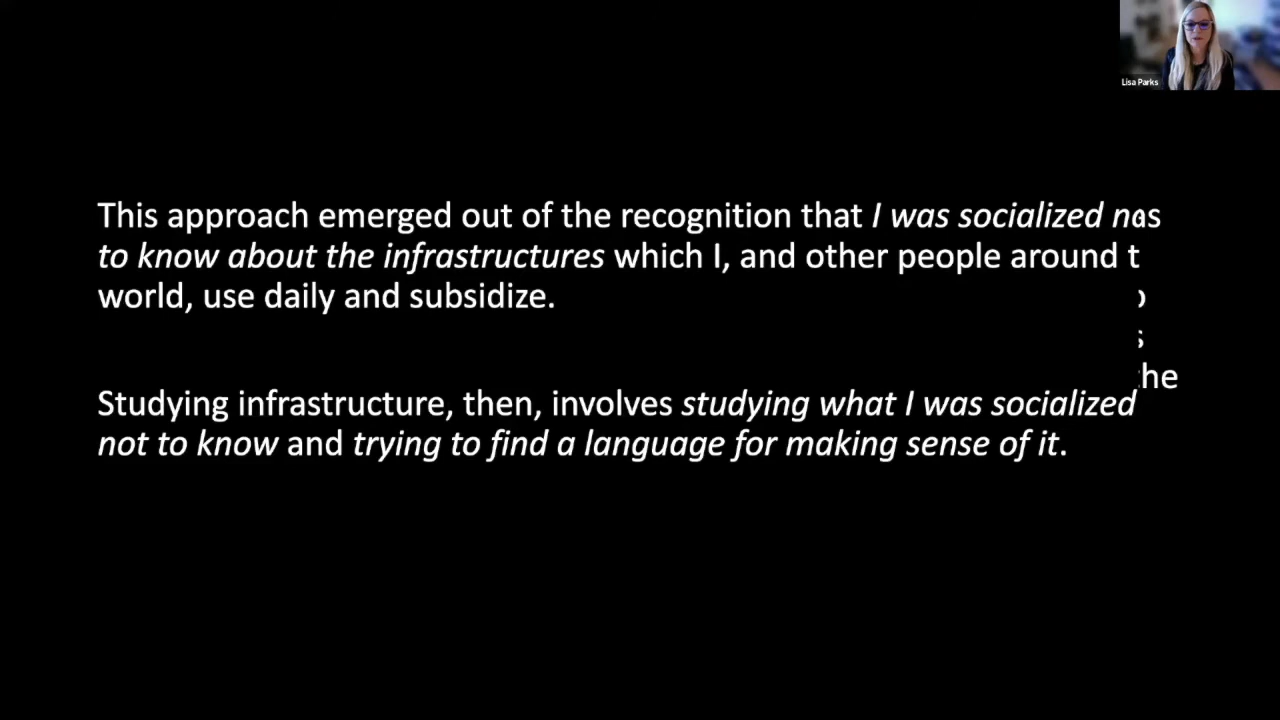 Lisa Parks
This approach emerged out of the recognition that I was socialized
to know about the infrastructures which I, and other people around t
world, use daily and subsidize.
he
Studying infrastructure, then, involves studying what I was socialized
not to know and trying to find a language for making sense of it.